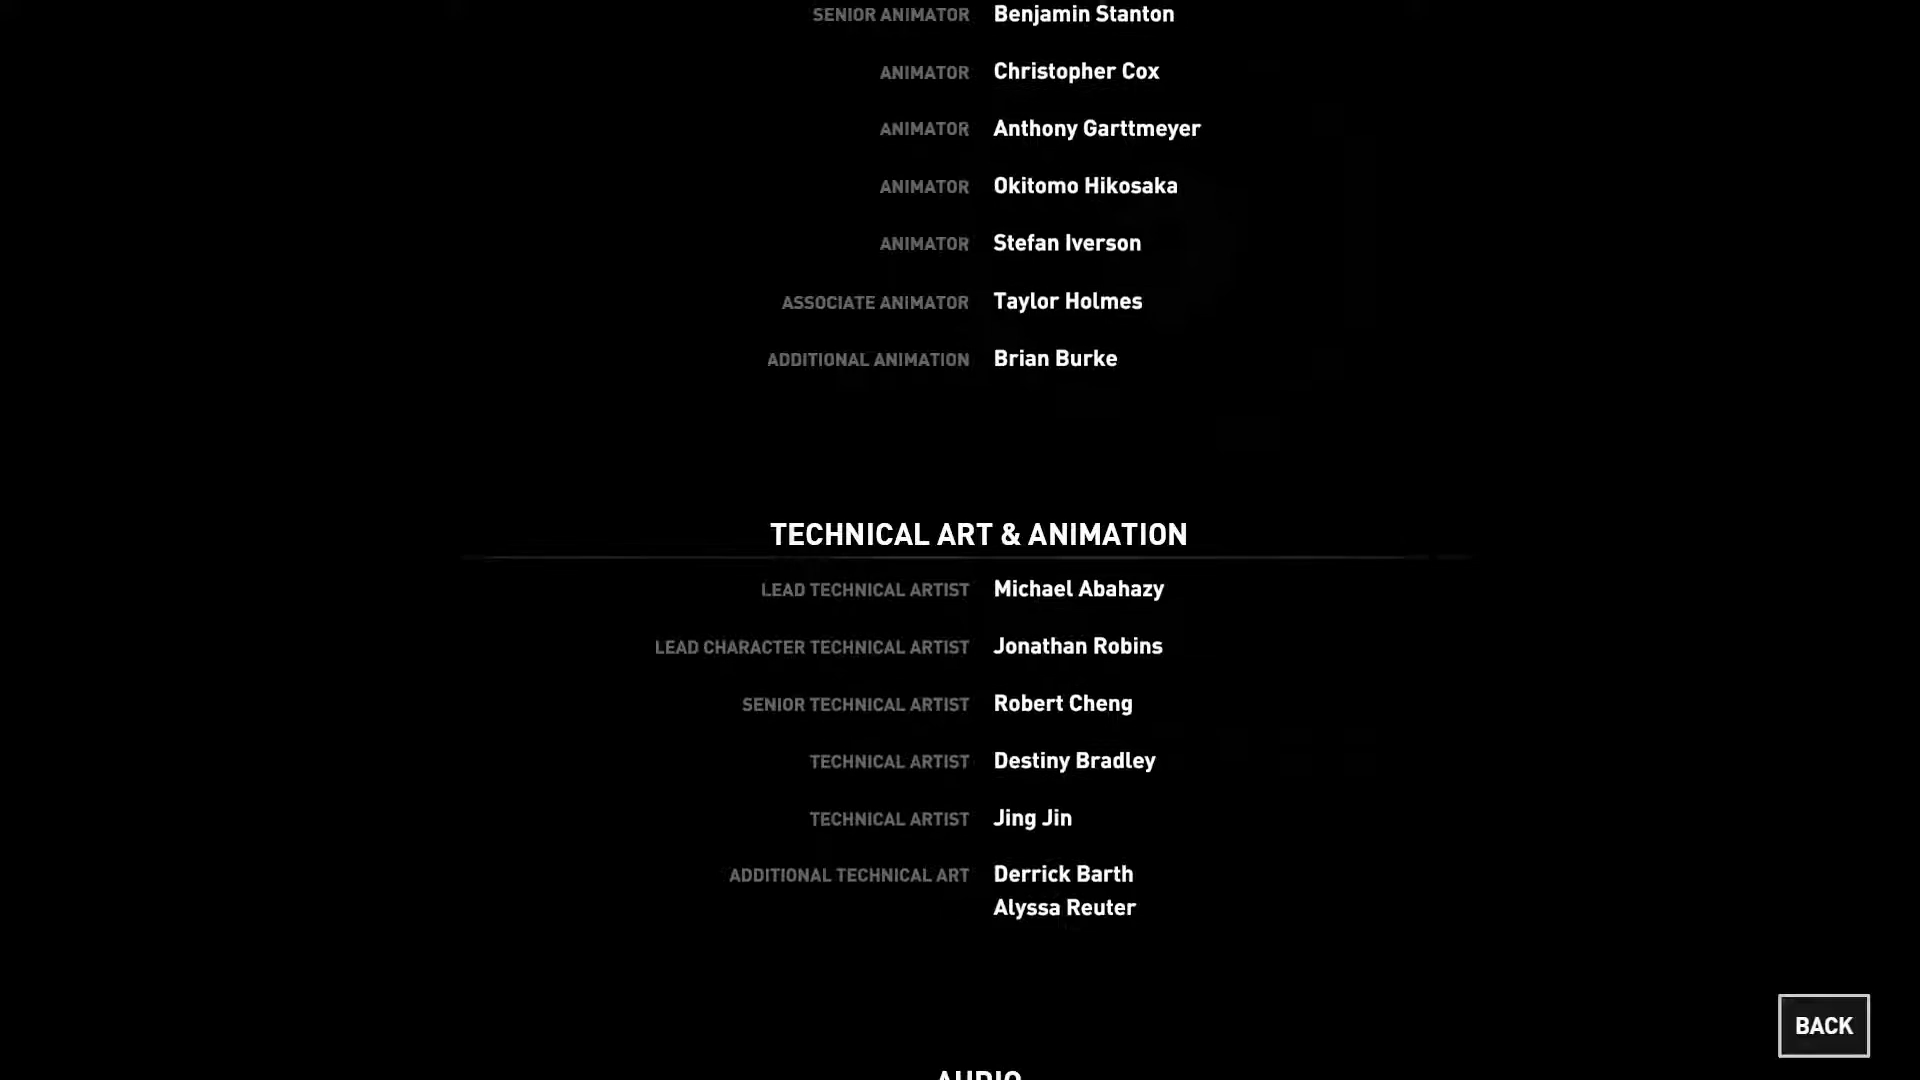 SENIOR ANIMATOR Benjamin Stanton
ANIMATOR Christopher Cox
ANIMATOR Anthony Garttmeyer
ANIMATOR Okitomo Hikosaka
ANIMATOR Stefan Iverson
ASSOCIATE ANIMATOR Taylor Holmes
ADDITIONAL ANIMATION Brian Burke
TECHNICAL ART & ANIMATION
LEAD TECHNICAL ARTIST Michael Abahazy
LEAD CHARACTER TECHNICAL ARTIST Jonathan Robins
SENIOR TECHNICAL ARTIST Robert Cheng
TECHNICAL ARTIST Destiny Bradley
TECHNICAL ARTIST Jing Jin
ADDITIONAL TECHNICAL ART Derrick Barth
Alyssa Reuter
BACK
AUDIO